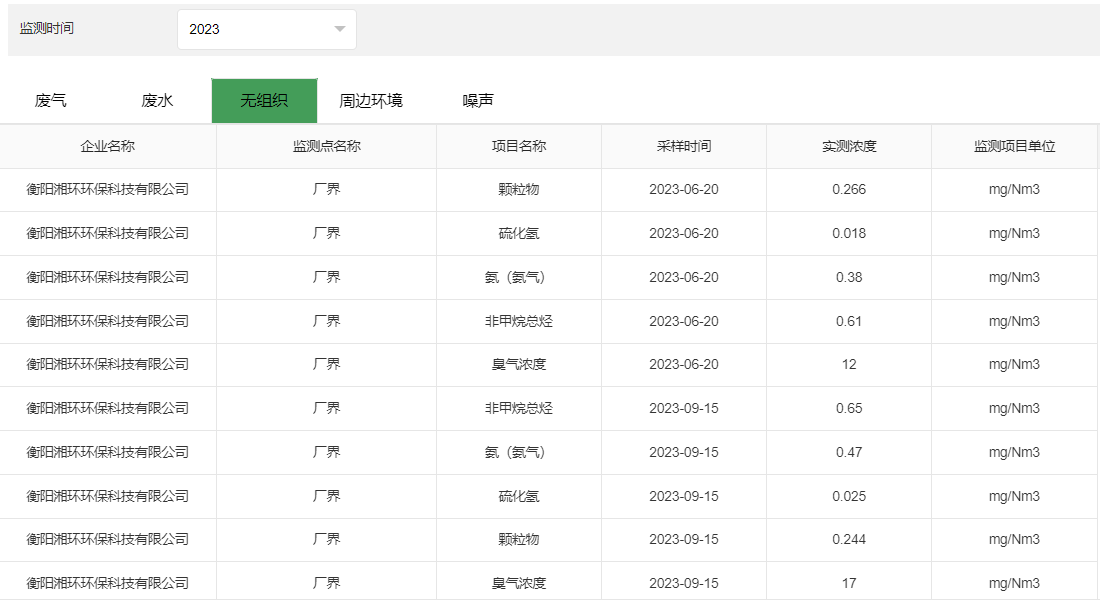 监测时间 2023
废气 废水 无组织 周边环境 噪声
企业名称 监测点名称 项目名称 采样时间 实测浓度 监测项目单位
衡阳湘环环保科技有限公司 厂界 颗粒物 2023-06-20 0.266 mg/Nm3
衡阳湘环环保科技有限公司 厂界 硫化氢 2023-06-20 0.018 mg/Nm3
衡阳湘环环保科技有限公司 厂界 氨（氨气） 2023-06-20 0.38 mg/Nm3
衡阳湘环环保科技有限公司 厂界 非甲烷总烃 2023-06-20 0.61 mg/Nm3
衡阳湘环环保科技有限公司 厂界 臭气浓度 2023-06-20 12 mg/Nm3
衡阳湘环环保科技有限公司 厂界 非甲烷总烃 2023-09-15 0.65 mg/Nm3
衡阳湘环环保科技有限公司 厂界 氨（氨气） 2023-09-15 0.47 mg/Nm3
衡阳湘环环保科技有限公司 厂界 硫化氢 2023-09-15 0.025 mg/Nm3
衡阳湘环环保科技有限公司 厂界 颗粒物 2023-09-15 0.244 mg/Nm3
衡阳湘环环保科技有限公司 厂界 臭气浓度 2023-09-15 17 mg/Nm3